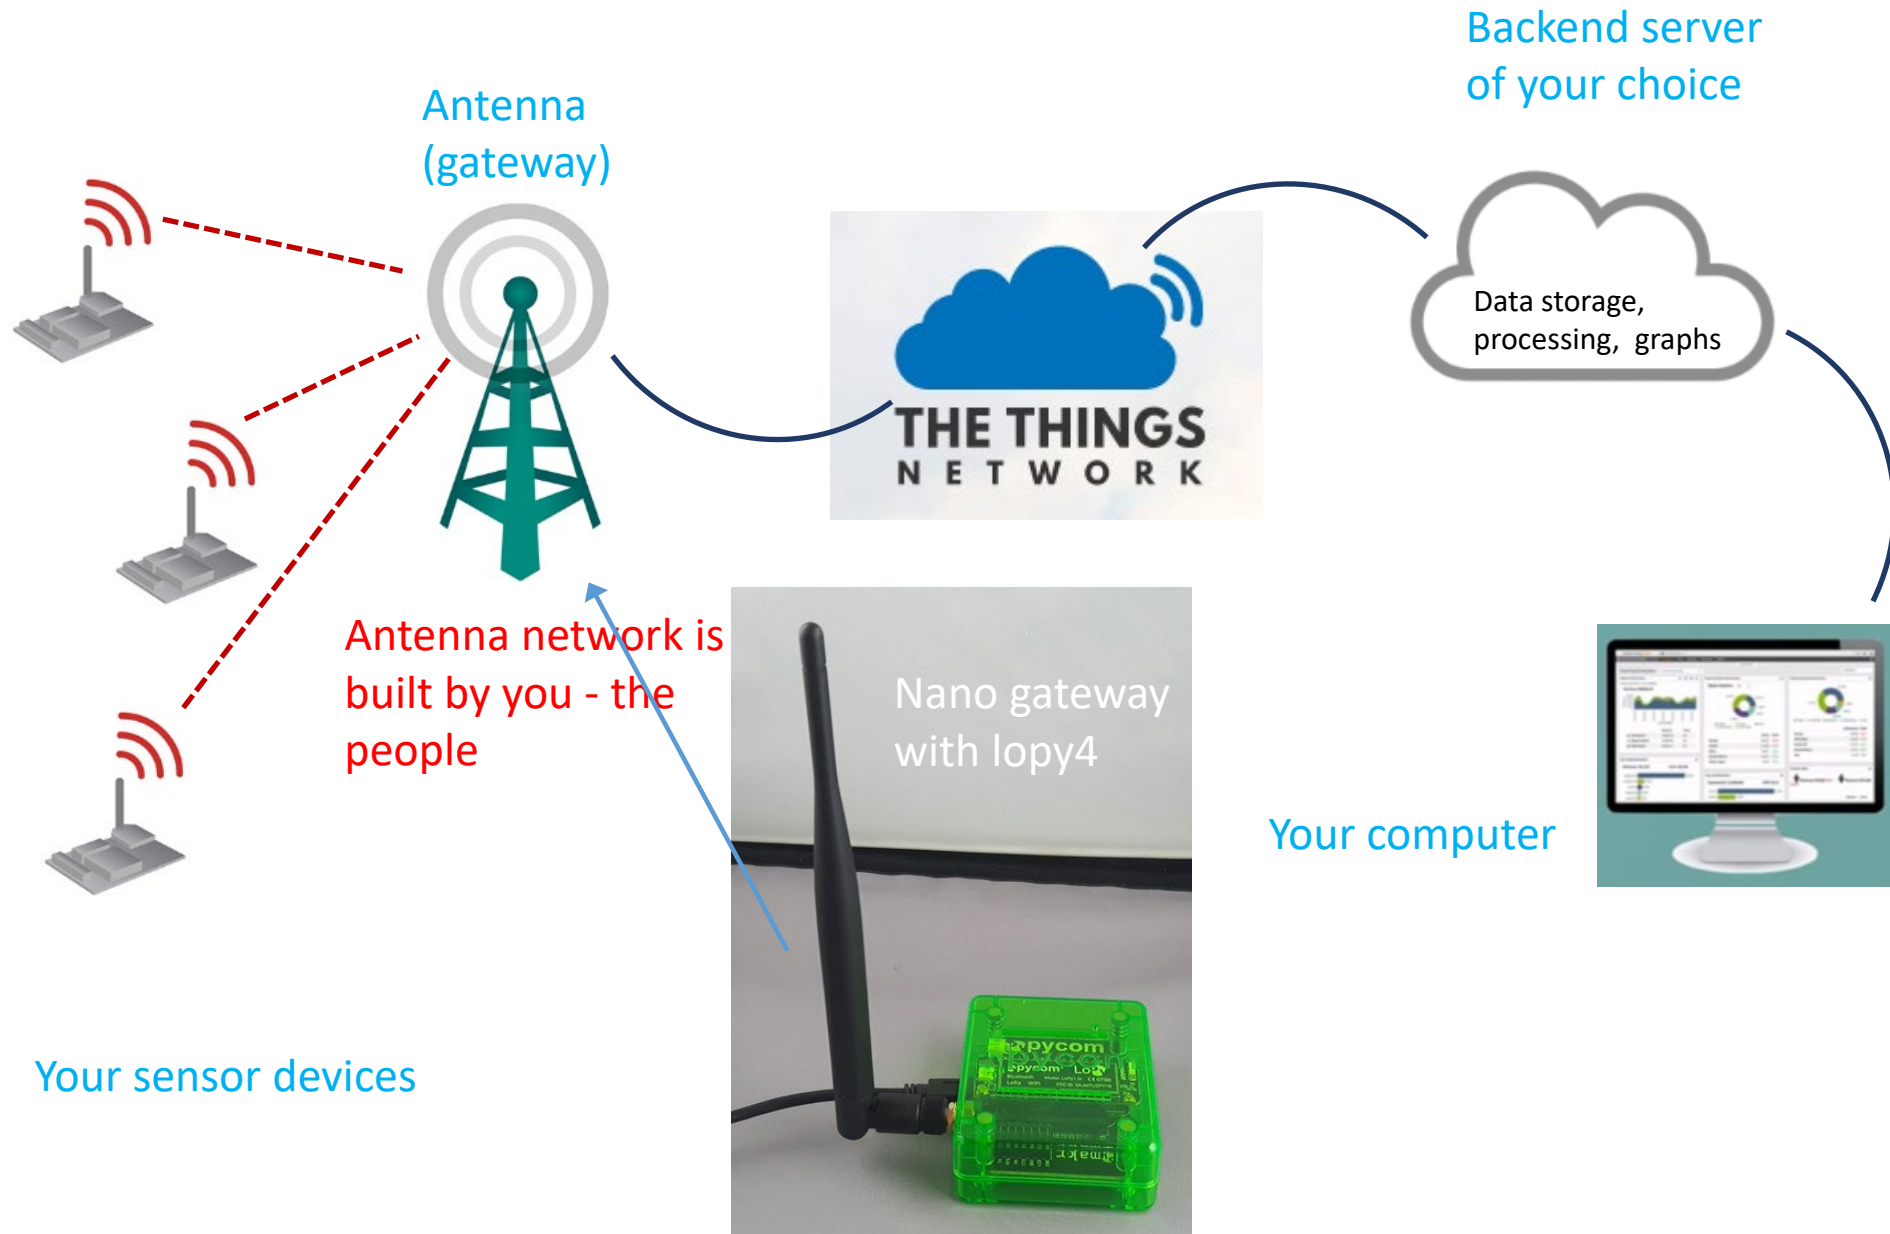 Backend server
of your choice
Antenna
(gateway)
Data storage,
processing, graphs
THE THINGS
NETWORK
Antenna network is
built by you - the
people
Nano gateway
with lopy4
Your computer
pycom
Your sensor devices